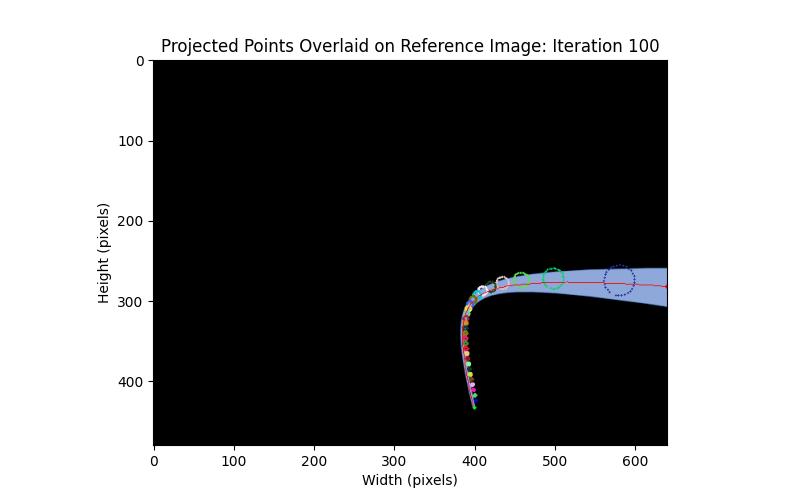 Projected Points Overlaid on Reference Image: Iteration 100
0
100
200
300
400
Height (pixels)
0 100 200 300 400 500 600
Width (pixels)